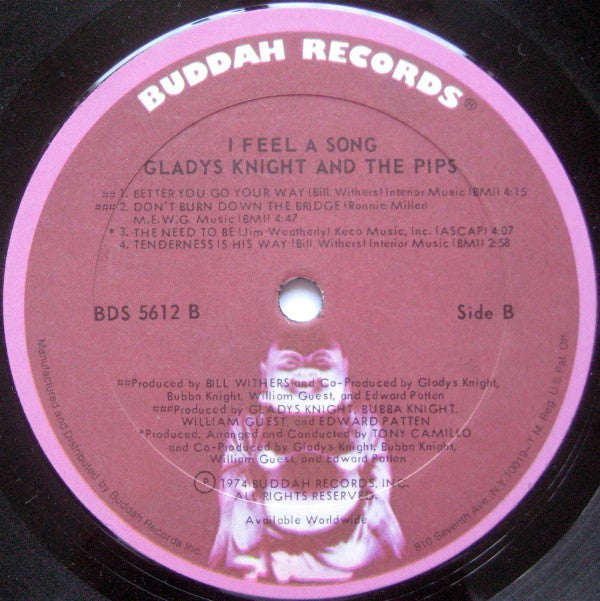 BUDDAH RECORDS®
I FEEL A SONG
GLADYS KNIGHT AND THE PIPS
## 1. BETTER YOU GO YOUR WAY (Bill Withers) Interior Music (BMI) 4:15
### 2. DON'T BURN DOWN THE BRIDGE (Ronnie Miller)
M.E.W.G. Music (BMI) 4:47
* 3. THE NEED TO BE (Jim Weatherly) Keca Music, Inc. (ASCAP) 4:07
4. TENDERNESS IS HIS WAY (Bill Withers) Interior Music (BMI) 2:58
BDS 5612 B
Side B
##Produced by BILL WITHERS and Co-Produced by Gladys Knight,
Bubba Knight, William Guest, and Edward Patten
###Produced by GLADYS KNIGHT, BUBBA KNIGHT,
WILLIAM GUEST, and EDWARD PATTEN
*Produced, Arranged and Conducted by TONY CAMILLO
and Co-Produced by Gladys Knight, Bubba Knight,
William Guest, and Edward Patten
Ⓟ 1974 BUDDAH RECORDS, INC.
ALL RIGHTS RESERVED.
Available Worldwide
Manufactured and Distributed by Buddah Records Inc.
810 Seventh Ave. N.Y. 10019—T.M. Reg. U.S. Pat. Off.